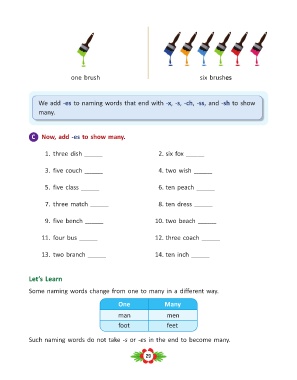 one brush six brushes
We add -es to naming words that end with -x, -s, -ch, -ss, and -sh to show
many.
C Now, add -es to show many.
1. three dish _____ 2. six fox _____
3. five couch _____ 4. two wish _____
5. five class _____ 6. ten peach _____
7. three match _____ 8. ten dress _____
9. five bench _____ 10. two beach _____
11. four bus _____ 12. three coach _____
13. two branch _____ 14. ten inch _____
Let's Learn
Some naming words change from one to many in a different way.
One Many
man men
foot feet
Such naming words do not take -s or -es in the end to become many.
29